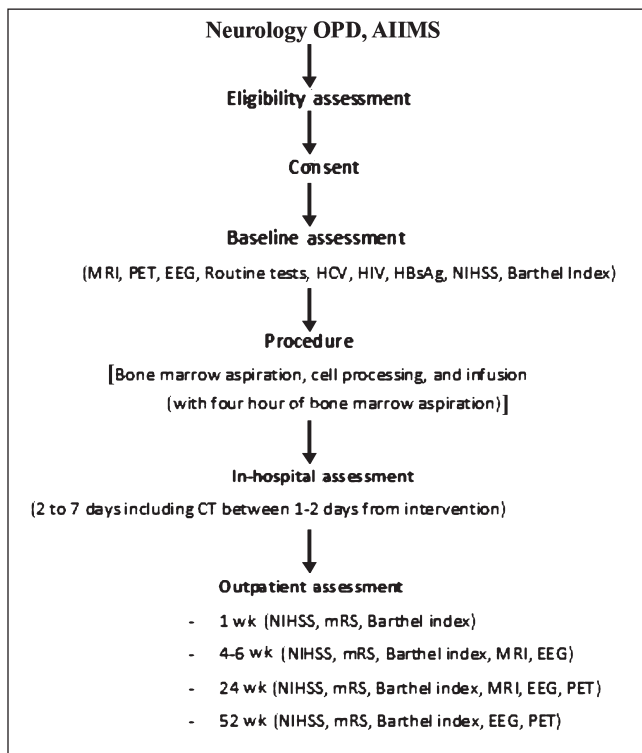 Neurology OPD, AIIMS
Eligibility assessment
Consent
Baseline assessment
(MRI, PET, EEG, Routine tests, HCV, HIV, HBsAg, NIHSS, Barthel Index)
Procedure
[Bone marrow aspiration, cell processing, and infusion
(with four hour of bone marrow aspiration)]
In-hospital assessment
(2 to 7 days including CT between 1-2 days from intervention)
Outpatient assessment
- 1 wk (NIHSS, mRS, Barthel index)
- 4-6 wk (NIHSS, mRS, Barthel index, MRI, EEG)
- 24 wk (NIHSS, mRS, Barthel index, MRI, EEG, PET)
- 52 wk (NIHSS, mRS, Barthel index, EEG, PET)